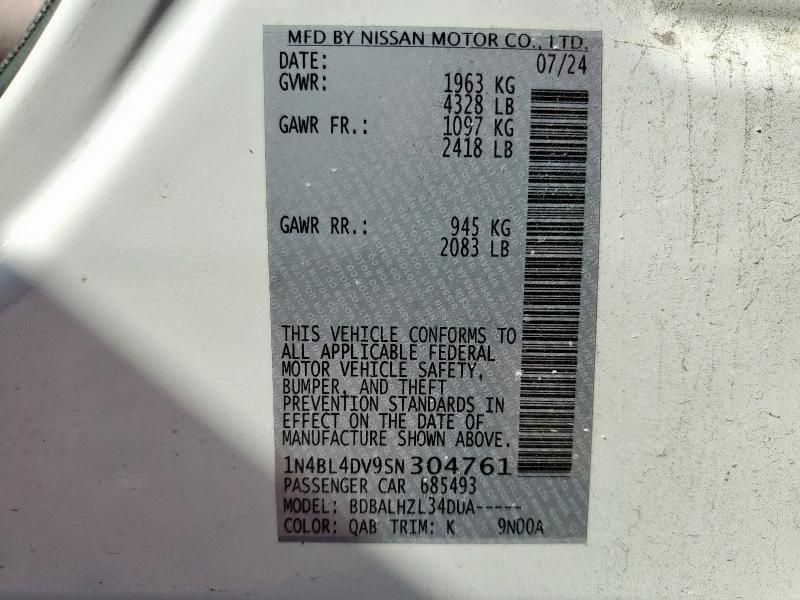 MFD BY NISSAN MOTOR CO., LTD.
DATE: 07/24
GVWR: 1963 KG
4328 LB
GAWR FR.: 1097 KG
2418 LB
GAWR RR.: 945 KG
2083 LB
THIS VEHICLE CONFORMS TO
ALL APPLICABLE FEDERAL
MOTOR VEHICLE SAFETY,
BUMPER, AND THEFT
PREVENTION STANDARDS IN
EFFECT ON THE DATE OF
MANUFACTURE SHOWN ABOVE.
1N4BL4DV9SN304761
PASSENGER CAR 685493
MODEL: BDBALHZL34DUA-----
COLOR: QAB TRIM: K 9N00A